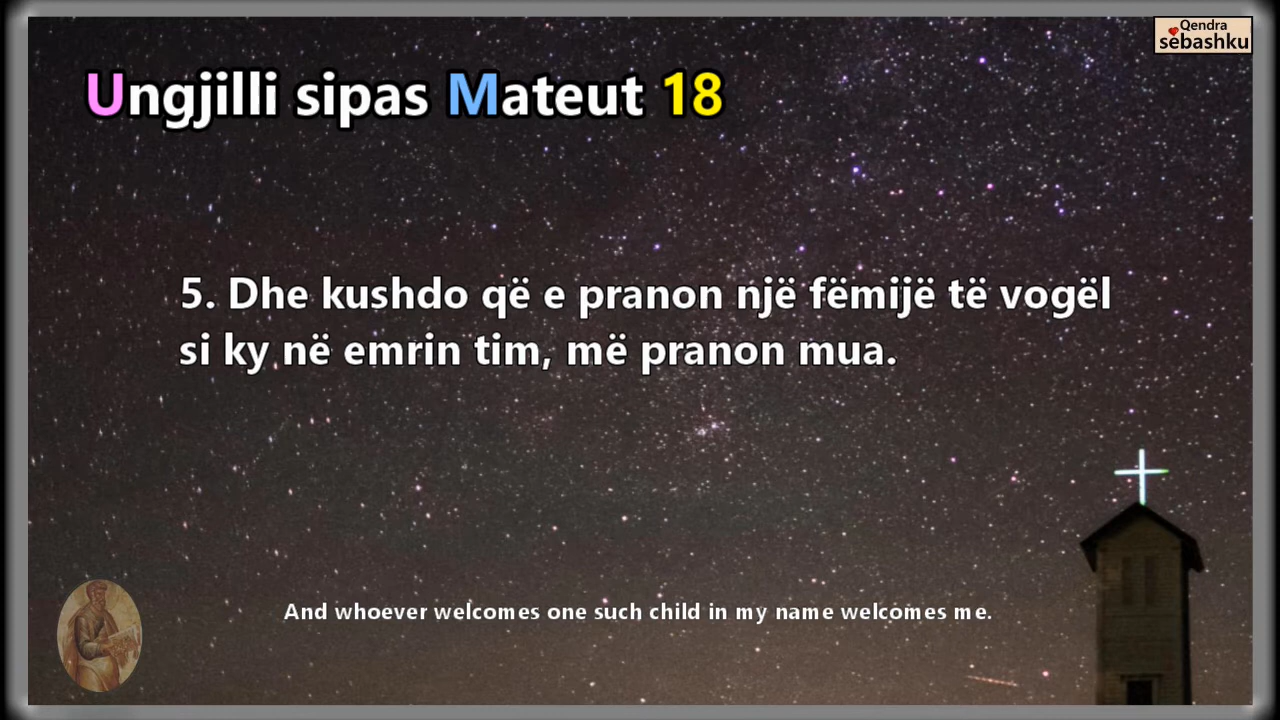 Qendra
sëbashku
Ungjilli sipas Mateut 18
5. Dhe kushdo që e pranon një fëmijë të vogël
si ky në emrin tim, më pranon mua.
And whoever welcomes one such child in my name welcomes me.